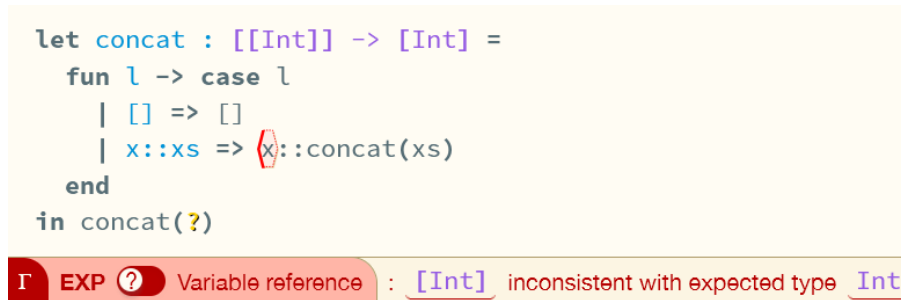 let concat : [[Int]] -> [Int] =
fun l -> case l
| [] => []
| x::xs => x::concat(xs)
end
in concat(?)
Γ EXP ? Variable reference : [Int] inconsistent with expected type Int